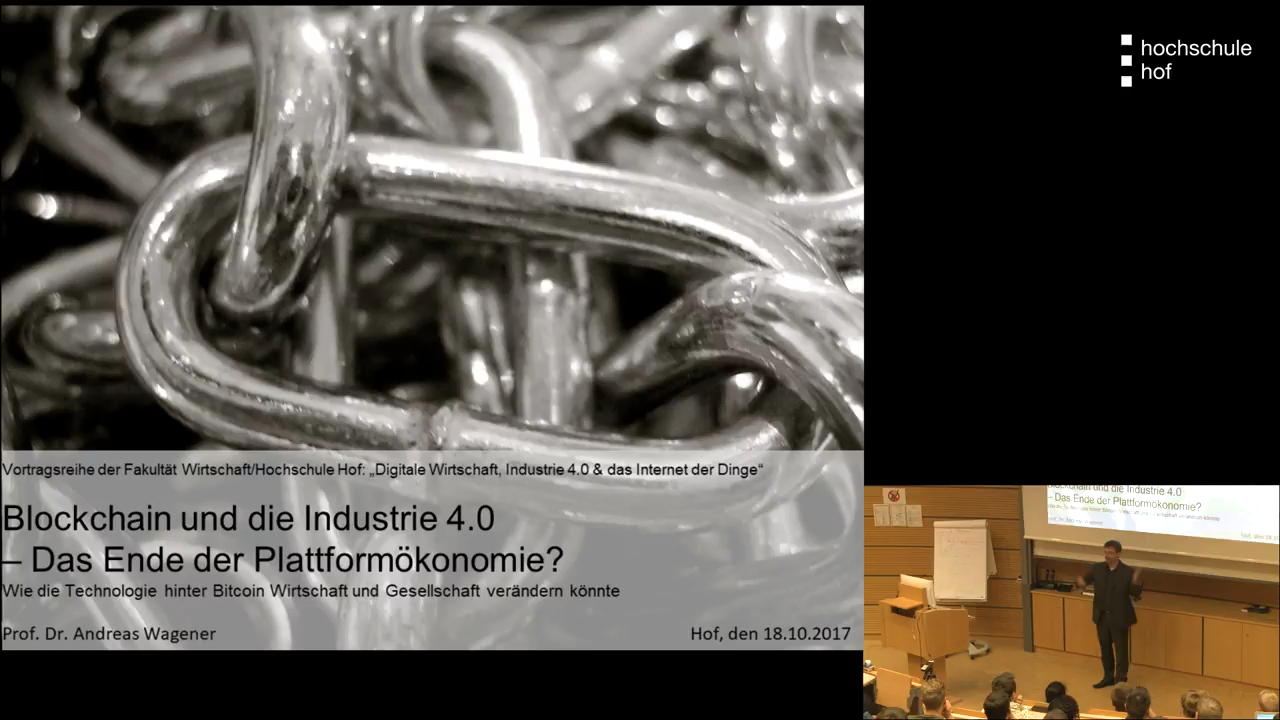 hochschule
hof
Vortragsreihe der Fakultät Wirtschaft/Hochschule Hof: „Digitale Wirtschaft, Industrie 4.0 & das Internet der Dinge“
Blockchain und die Industrie 4.0
– Das Ende der Plattformökonomie?
Wie die Technologie hinter Bitcoin Wirtschaft und Gesellschaft verändern könnte
Prof. Dr. Andreas Wagener
Hof, den 18.10.2017
Blockchain und die Industrie 4.0
– Das Ende der Plattformökonomie?